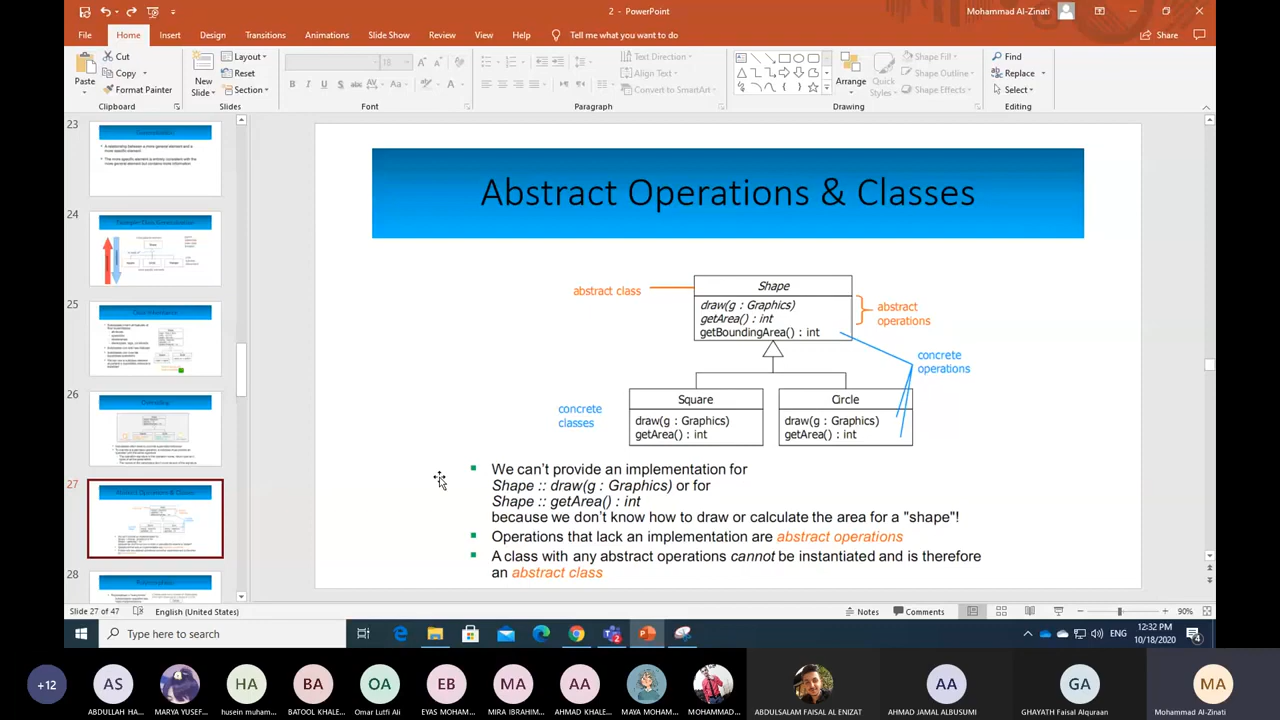 2 - PowerPoint
Mohammad Al-Zinati
File
Home
Insert
Design
Transitions
Animations
Slide Show
Review
View
Help
Tell me what you want to do
Share
Paste
Cut
Copy
Format Painter
Clipboard
New
Slide
Layout
Reset
Section
Slides
18
Font
Text Direction
Align Text
Convert to SmartArt
Paragraph
Arrange
Quick
Styles
Shape Fill
Shape Outline
Shape Effects
Drawing
Find
Replace
Select
Editing
23
24
25
26
27
28
Abstract Operations & Classes
abstract class
Shape
draw(g : Graphics)
getArea() : int
getBoundingArea() : int
abstract
operations
concrete
operations
concrete
classes
Square
draw(g : Graphics)
getArea() : int
Circle
draw(g : Graphics)
getArea() : int
We can't provide an implementation for
Shape :: draw(g : Graphics) or for
Shape :: getArea() : int
because we don't know how to draw or calculate the area for a "shape"!
Operations that lack an implementation are abstract operations
A class with any abstract operations cannot be instantiated and is therefore
an abstract class
Slide 27 of 47
English (United States)
Notes
Comments
90%
Type here to search
ENG
12:32 PM
10/18/2020
4
+12
AS
HA
BA
OA
EB
MA
AA
AA
GA
MA
ABDULLAH HA...
MARYA YUSEF...
husein muham...
BATOOL KHALE...
Omar Lutfi Ali
EYAS MOHAM...
MIRA IBRAHIM...
AHMAD KHALE...
MAYA MOHAM...
MOHAMMAD...
ABDULSALAM FAISAL AL ENIZAT
AHMAD JAMAL ALBUSUMI
GHAYATH Faisal Alquraan
Mohammad Al-Zinati